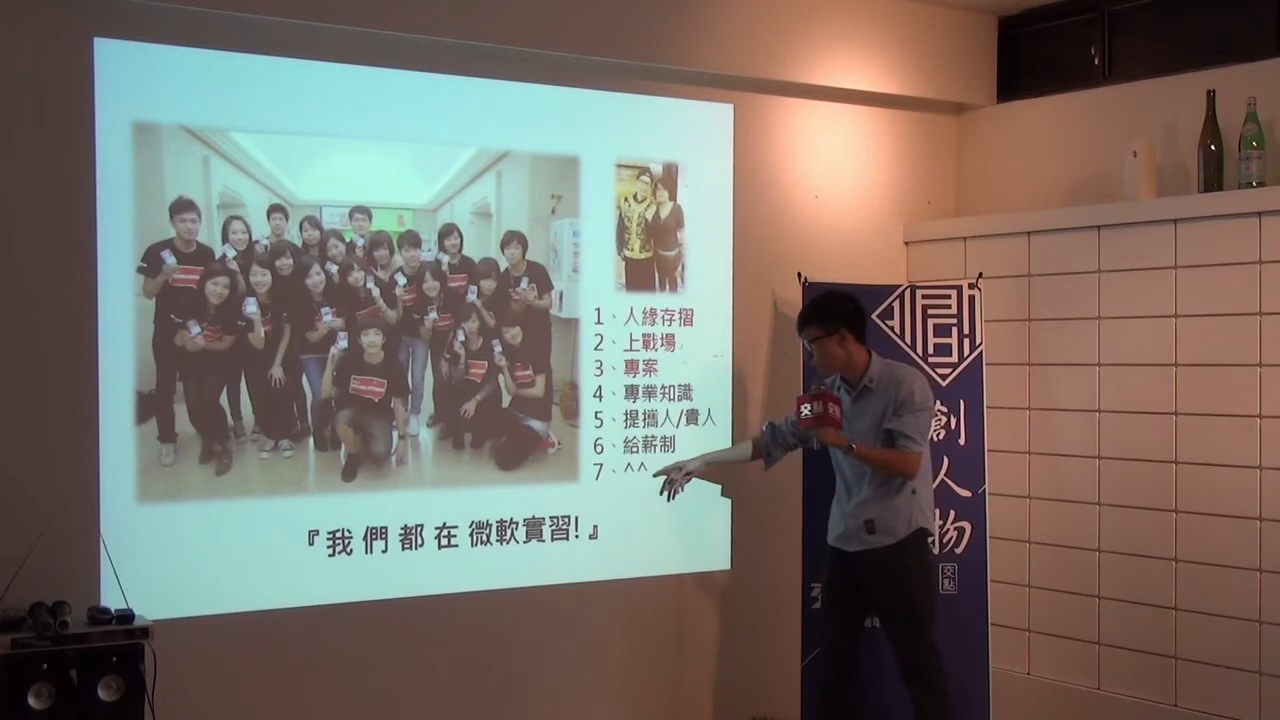 1、人緣存摺
2、上戰場
3、專案
4、專業知識
5、提攜人/貴人
6、給薪制
7、^^
『我們都在微軟實習!』
交點
創人物
交點